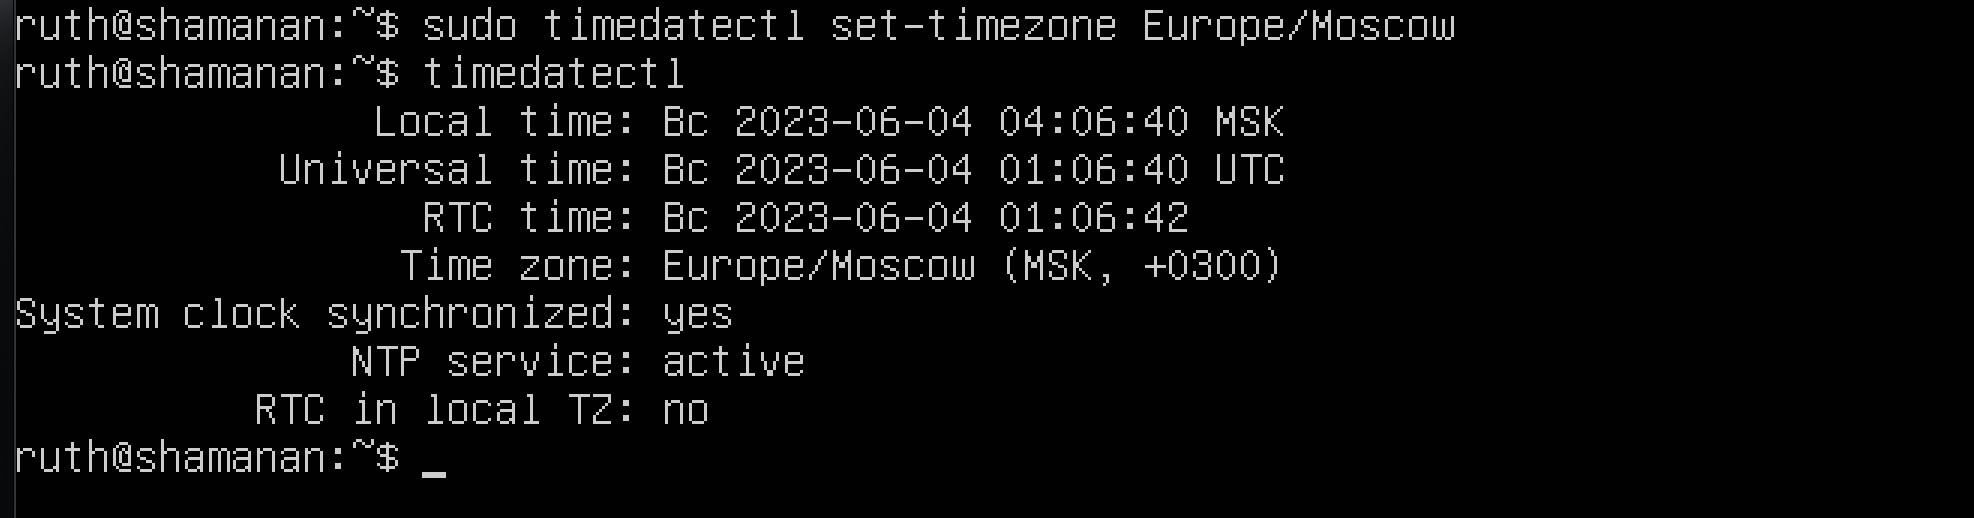 ruth@shamanan:~$ sudo timedatectl set-timezone Europe/Moscow
ruth@shamanan:~$ timedatectl
Local time: Вс 2023-06-04 04:06:40 MSK
Universal time: Вс 2023-06-04 01:06:40 UTC
RTC time: Вс 2023-06-04 01:06:42
Time zone: Europe/Moscow (MSK, +0300)
System clock synchronized: yes
NTP service: active
RTC in local TZ: no
ruth@shamanan:~$ _